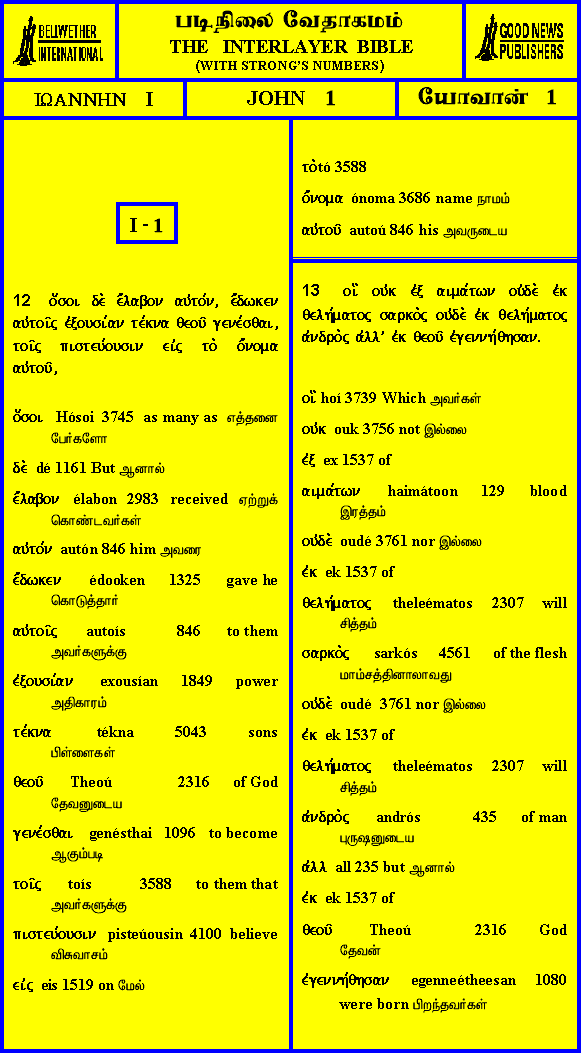 BELLWETHER
INTERNATIONAL
படிநிலை வேதாகமம்
THE INTERLAYER BIBLE
(WITH STRONG'S NUMBERS)
GOOD NEWS
PUBLISHERS
ΙΩΑΝΝΗΝ I
JOHN 1
யோவான் 1
I - 1
12 ὅσοι δὲ ἔλαβον αὐτόν, ἔδωκεν
αὐτοῖς ἐξουσίαν τέκνα θεοῦ γενέσθαι,
τοῖς πιστεύουσιν εἰς τὸ ὄνομα
αὐτοῦ,
ὅσοι Hósoi 3745 as many as எத்தனை
பேர்களோ
δὲ dé 1161 But ஆனால்
ἔλαβον élabon 2983 received ஏற்றுக்
கொண்டவர்கள்
αὐτόν autón 846 him அவரை
ἔδωκεν édooken 1325 gave he
கொடுத்தார்
αὐτοῖς autoís 846 to them
அவர்களுக்கு
ἐξουσίαν exousían 1849 power
அதிகாரம்
τέκνα tékna 5043 sons
பிள்ளைகள்
θεοῦ Theoú 2316 of God
தேவனுடைய
γενέσθαι genésthai 1096 to become
ஆகும்படி
τοῖς toís 3588 to them that
அவர்களுக்கு
πιστεύουσιν pisteúousin 4100 believe
விசுவாசம்
εἰς eis 1519 on மேல்
τὸ tó 3588
ὄνομα ónoma 3686 name நாமம்
αὐτοῦ autoú 846 his அவருடைய
13 οἳ οὐκ ἐξ αιμάτων οὐδὲ ἐκ
θελήματος σαρκὸς οὐδὲ ἐκ θελήματος
ἀνδρὸς ἀλλ' ἐκ θεοῦ ἐγεννήθησαν.
οἳ hoí 3739 Which அவர்கள்
οὐκ ouk 3756 not இல்லை
ἐξ ex 1537 of
αιμάτων haimátoon 129 blood
இரத்தம்
οὐδὲ oudé 3761 nor இல்லை
ἐκ ek 1537 of
θελήματος theleématos 2307 will
சித்தம்
σαρκὸς sarkós 4561 of the flesh
மாம்சத்தினாலாவது
οὐδὲ oudé 3761 nor இல்லை
ἐκ ek 1537 of
θελήματος theleématos 2307 will
சித்தம்
ἀνδρὸς andrós 435 of man
புருஷனுடைய
ἀλλ all 235 but ஆனால்
ἐκ ek 1537 of
θεοῦ Theoú 2316 God
தேவன்
ἐγεννήθησαν egenneétheesan 1080
were born பிறந்தவர்கள்